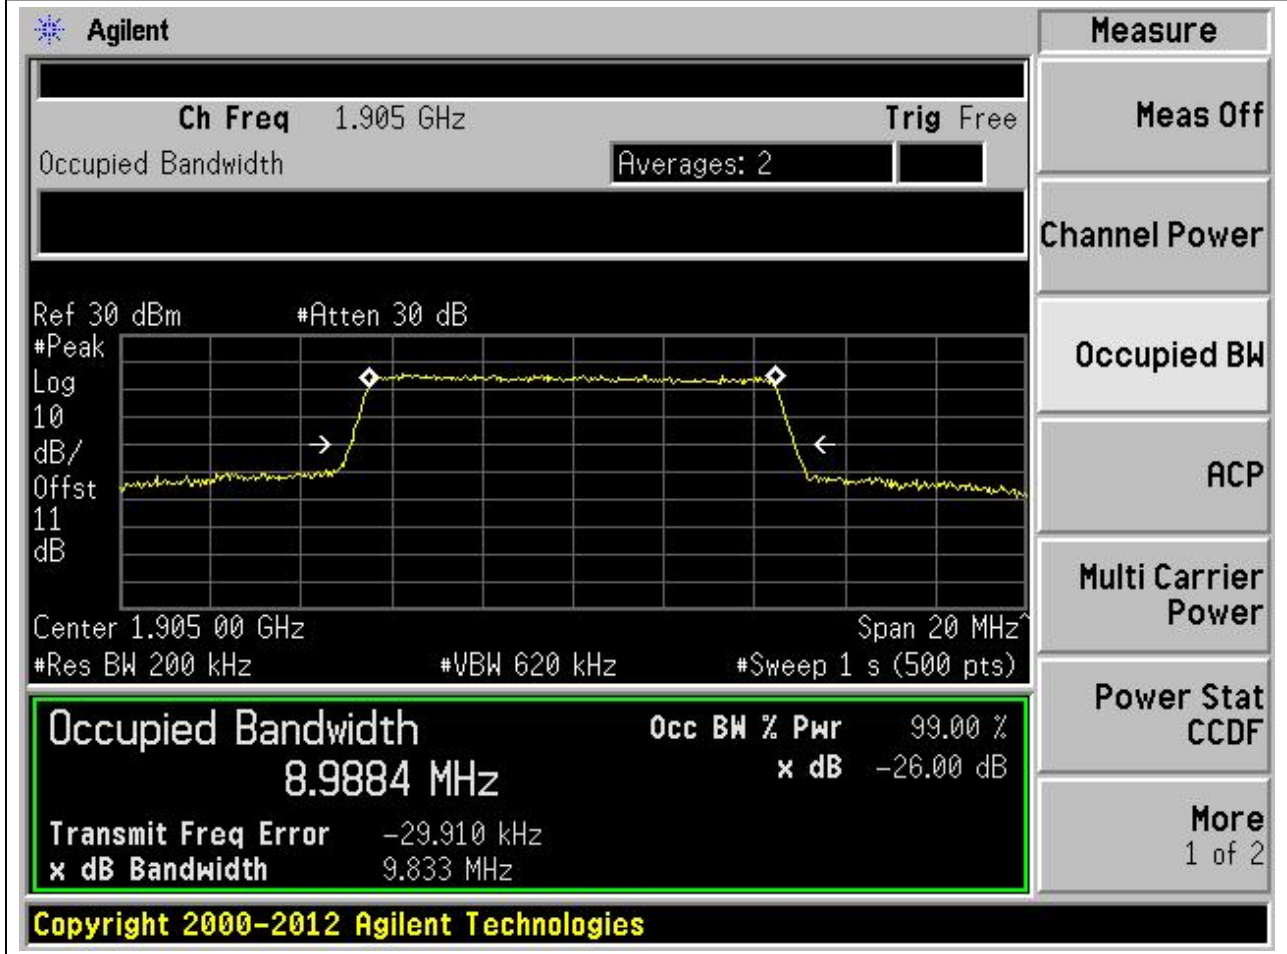 Agilent
Measure
Ch Freq 1.905 GHz Trig Free
Meas Off
Occupied Bandwidth Averages: 2
Channel Power
Ref 30 dBm #Atten 30 dB
#Peak
Log
10
dB/
Offst
11
dB
Occupied BW
ACP
Center 1.905 00 GHz Span 20 MHz^
#Res BW 200 kHz #VBW 620 kHz #Sweep 1 s (500 pts)
Multi Carrier
Power
Occupied Bandwidth Occ BW % Pwr 99.00 %
8.9884 MHz x dB -26.00 dB
Transmit Freq Error -29.910 kHz
x dB Bandwidth 9.833 MHz
Power Stat
CCDF
More
1 of 2
Copyright 2000-2012 Agilent Technologies